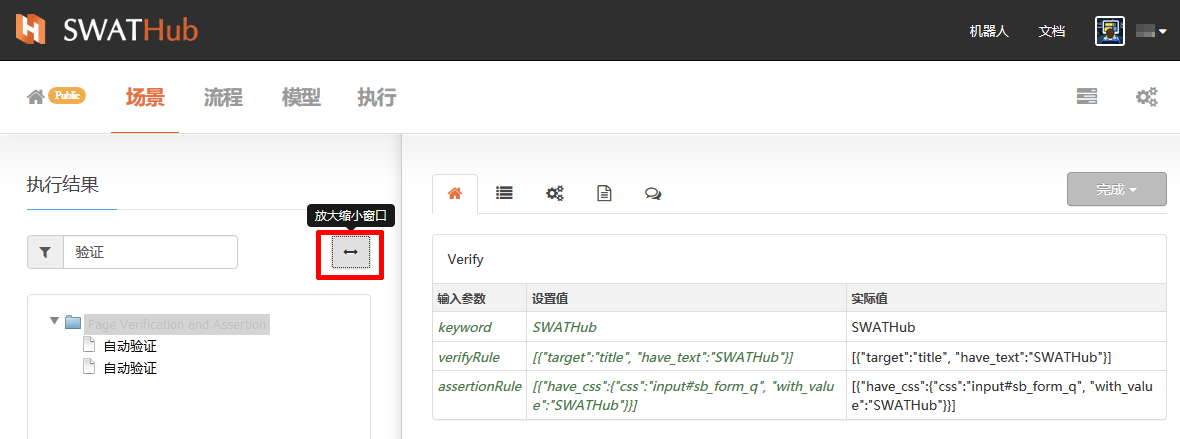 SWATHub
机器人 文档
Public 场景 流程 模型 执行
执行结果
完成
放大缩小窗口
验证
Verify
输入参数 设置值 实际值
keyword SWATHub SWATHub
verifyRule [{"target":"title", "have_text":"SWATHub"}] [{"target":"title", "have_text":"SWATHub"}]
assertionRule [{"have_css":{"css":"input#sb_form_q", "with_valu [{"have_css":{"css":"input#sb_form_q", "with_valu
e":"SWATHub"}}] e":"SWATHub"}}]
Page Verification and Assertion
自动验证
自动验证